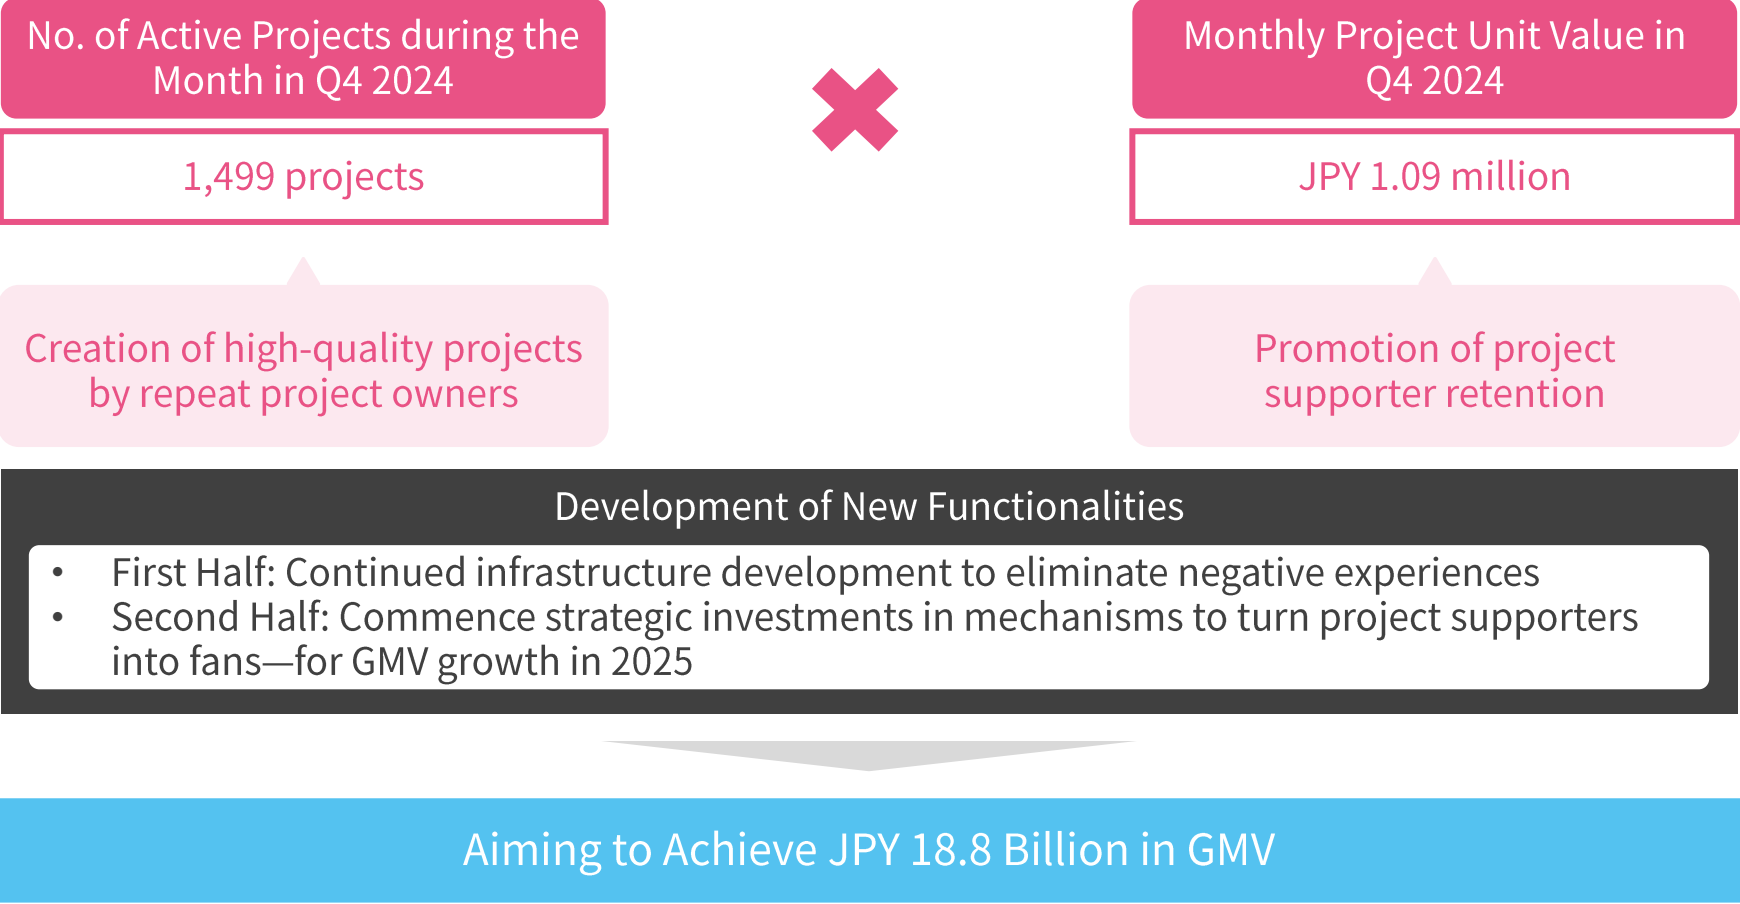 No. of Active Projects during the
Month in Q4 2024
Monthly Project Unit Value in
Q4 2024
1,499 projects
JPY 1.09 million
Creation of high-quality projects
by repeat project owners
Promotion of project
supporter retention
Development of New Functionalities
• First Half: Continued infrastructure development to eliminate negative experiences
• Second Half: Commence strategic investments in mechanisms to turn project supporters
into fans—for GMV growth in 2025
Aiming to Achieve JPY 18.8 Billion in GMV